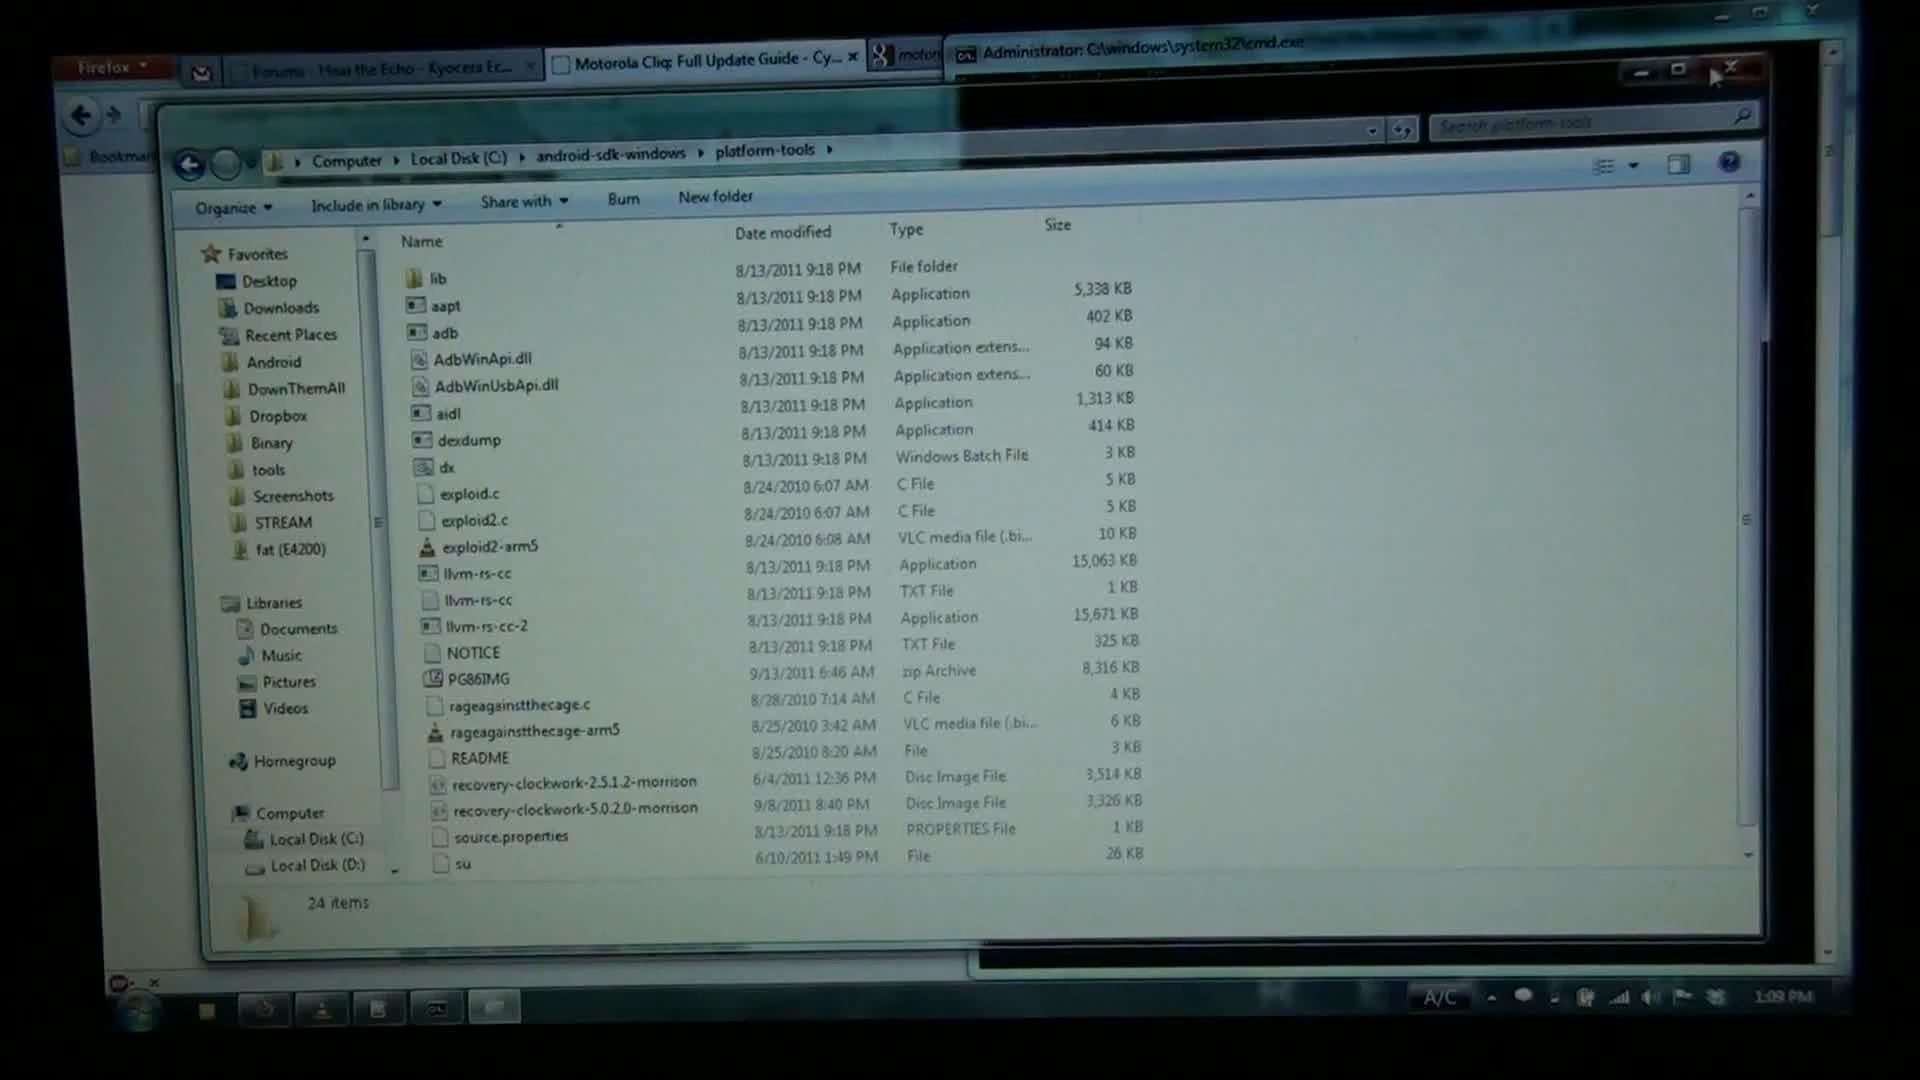 Firefox
Forums - Hear the Echo - Kyocera Ec...
Motorola Cliq: Full Update Guide - Cy...
motor
Administrator: C:\windows\system32\cmd.exe
Bookmar
Computer
Local Disk (C:)
android-sdk-windows
platform-tools
Search platform-tools
Organize
Include in library
Share with
Burn
New folder
Name Date modified Type Size
Favorites
Desktop
Downloads
Recent Places
Android
DownThemAll
Dropbox
Binary
tools
Screenshots
STREAM
fat (E4200)
Libraries
Documents
Music
Pictures
Videos
Homegroup
Computer
Local Disk (C:)
Local Disk (D:)
lib 8/13/2011 9:18 PM File folder
aapt 8/13/2011 9:18 PM Application 5,338 KB
adb 8/13/2011 9:18 PM Application 402 KB
AdbWinApi.dll 8/13/2011 9:18 PM Application extens... 94 KB
AdbWinUsbApi.dll 8/13/2011 9:18 PM Application extens... 60 KB
aidl 8/13/2011 9:18 PM Application 1,313 KB
dexdump 8/13/2011 9:18 PM Application 414 KB
dx 8/13/2011 9:18 PM Windows Batch File 3 KB
exploid.c 8/24/2010 6:07 AM C File 5 KB
exploid2.c 8/24/2010 6:07 AM C File 5 KB
exploid2-arm5 8/24/2010 6:08 AM VLC media file (.bi... 10 KB
llvm-rs-cc 8/13/2011 9:18 PM Application 15,063 KB
llvm-rs-cc 8/13/2011 9:18 PM TXT File 1 KB
llvm-rs-cc-2 8/13/2011 9:18 PM Application 15,671 KB
NOTICE 8/13/2011 9:18 PM TXT File 325 KB
PG86IMG 9/13/2011 6:46 AM zip Archive 8,316 KB
rageagainstthecage.c 8/28/2010 7:14 AM C File 4 KB
rageagainstthecage-arm5 8/25/2010 3:42 AM VLC media file (.bi... 6 KB
README 8/25/2010 8:20 AM File 3 KB
recovery-clockwork-2.5.1.2-morrison 6/4/2011 12:36 PM Disc Image File 3,514 KB
recovery-clockwork-5.0.2.0-morrison 9/8/2011 8:40 PM Disc Image File 3,326 KB
source.properties 8/13/2011 9:18 PM PROPERTIES File 1 KB
su 6/10/2011 1:49 PM File 26 KB
24 items
A/C
1:09 PM